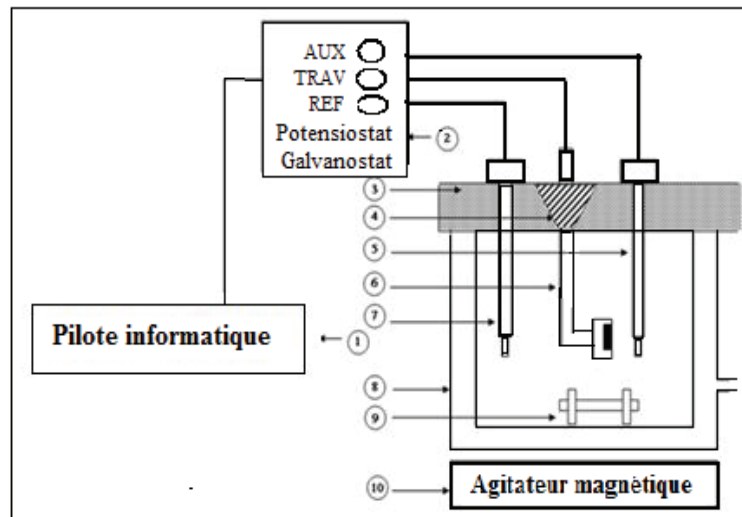 AUX
TRAV
REF
Potensiostat
Galvanostat
2
3
4
5
6
7
Pilote informatique
1
8
9
10
Agitateur magnètique